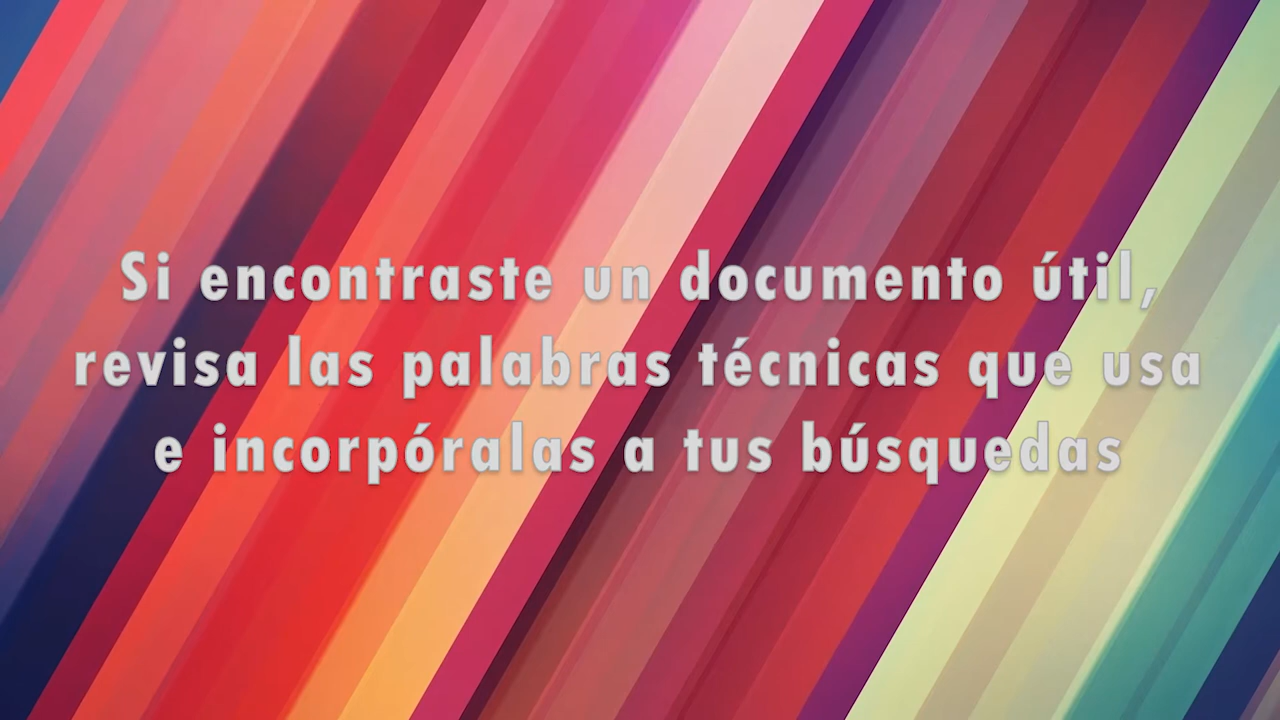 Si encontraste un documento útil,
revisa las palabras técnicas que usa
e incorpóralas a tus búsquedas